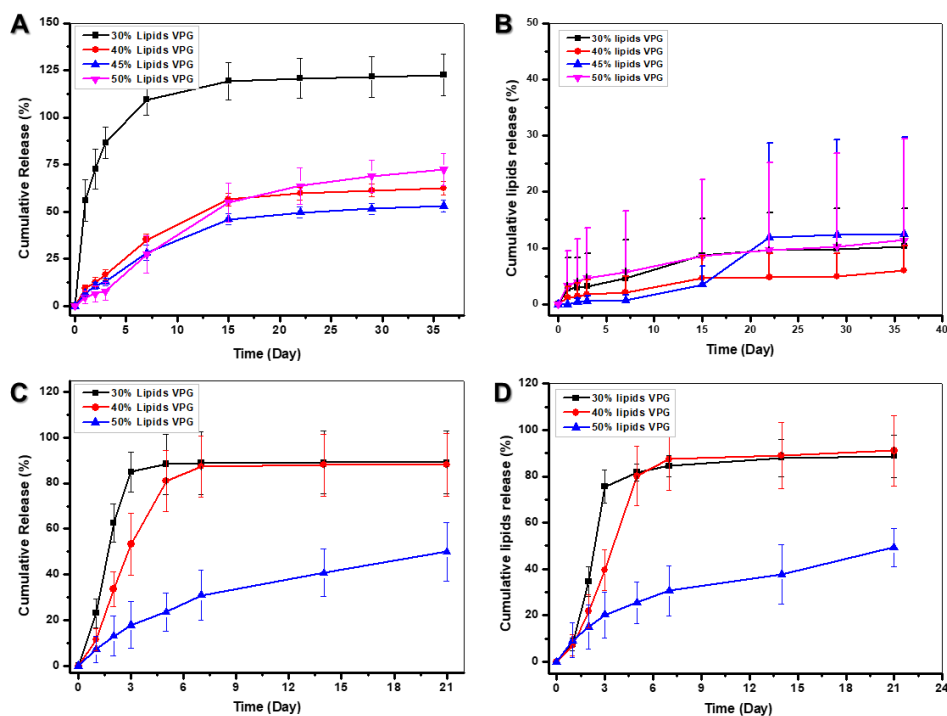 A
30% Lipids VPG
40% Lipids VPG
45% Lipids VPG
50% Lipids VPG
Cumulative Release (%)
150
125
100
75
50
25
0
0 5 10 15 20 25 30 35
Time (Day)
B
30% lipids VPG
40% lipids VPG
45% lipids VPG
50% lipids VPG
Cumulative lipids release (%)
50
40
30
20
10
0
0 5 10 15 20 25 30 35 40
Time (Day)
C
30% Lipids VPG
40% Lipids VPG
50% Lipids VPG
Cumulative Release (%)
120
100
80
60
40
20
0
0 3 6 9 12 15 18 21
Time (Day)
D
30% lipids VPG
40% lipids VPG
50% lipids VPG
Cumulative lipids release (%)
120
100
80
60
40
20
0
0 3 6 9 12 15 18 21 24
Time (Day)